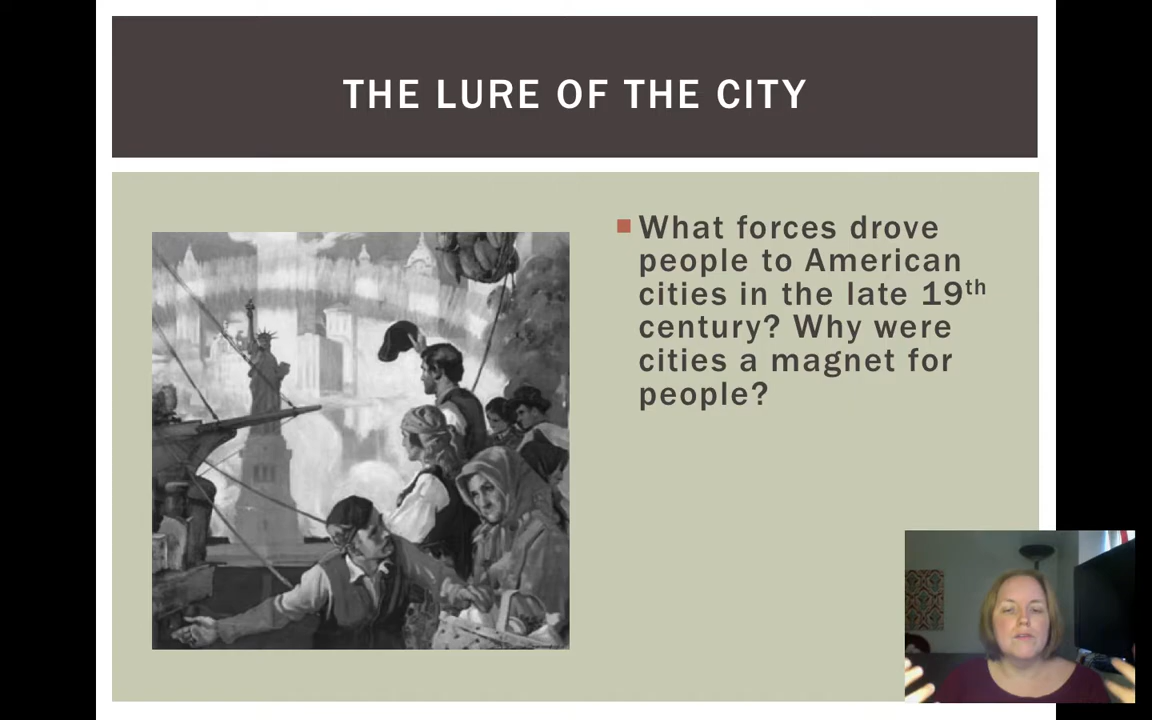 THE LURE OF THE CITY
What forces drove
people to American
cities in the late 19th
century? Why were
cities a magnet for
people?